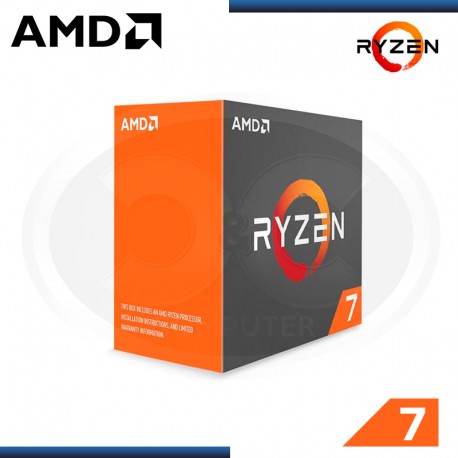 AMD
RYZEN
AMD
AMD
RYZEN
THIS BOX INCLUDES AN AMD RYZEN PROCESSOR,
INSTALLATION INSTRUCTIONS, AND LIMITED
WARRANTY INFORMATION.
7
7